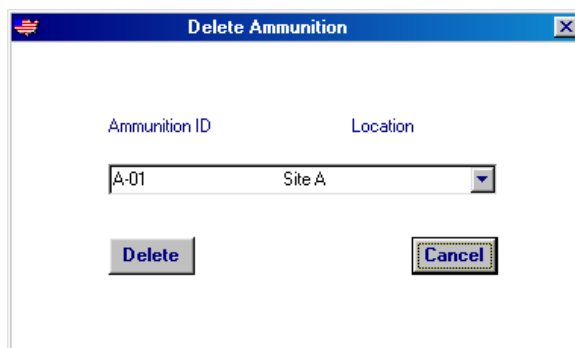 Delete Ammunition
Ammunition ID Location
A-01 Site A
Delete Cancel